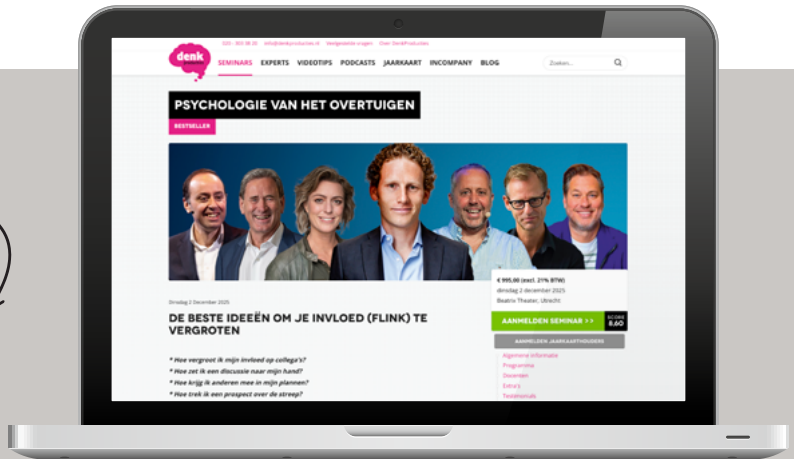 020 - 305 38 20 info@denkproducties.nl Veelgestelde vragen Over DenkProducties
denk
SEMINARS EXPERTS VIDEOTIPS PODCASTS JAARKAART INCOMPANY BLOG
Zoeken...
PSYCHOLOGIE VAN HET OVERTUIGEN
BESTSELLER
€ 995,00 (excl. 21% BTW)
dinsdag 2 december 2025
Beatrix Theater, Utrecht
AANMELDEN SEMINAR >>
SCORE
8,60
AANMELDEN JAARKAARTHOUDERS
Algemene informatie
Programma
Docenten
Extra's
Testimonials
Dinsdag 2 December 2025
DE BESTE IDEEËN OM JE INVLOED (FLINK) TE
VERGROTEN
* Hoe vergroot ik mijn invloed op collega's?
* Hoe zet ik een discussie naar mijn hand?
* Hoe krijg ik anderen mee in mijn plannen?
* Hoe trek ik een prospect over de streep?